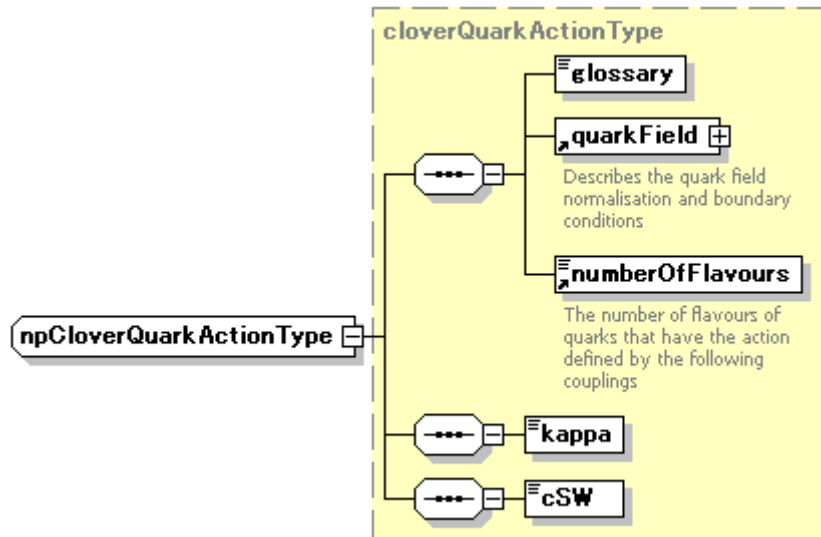 cloverQuarkActionType
glossary
quarkField
Describes the quark field
normalisation and boundary
conditions
numberOfFlavours
The number of flavours of
quarks that have the action
defined by the following
couplings
npCloverQuarkActionType
kappa
cSW